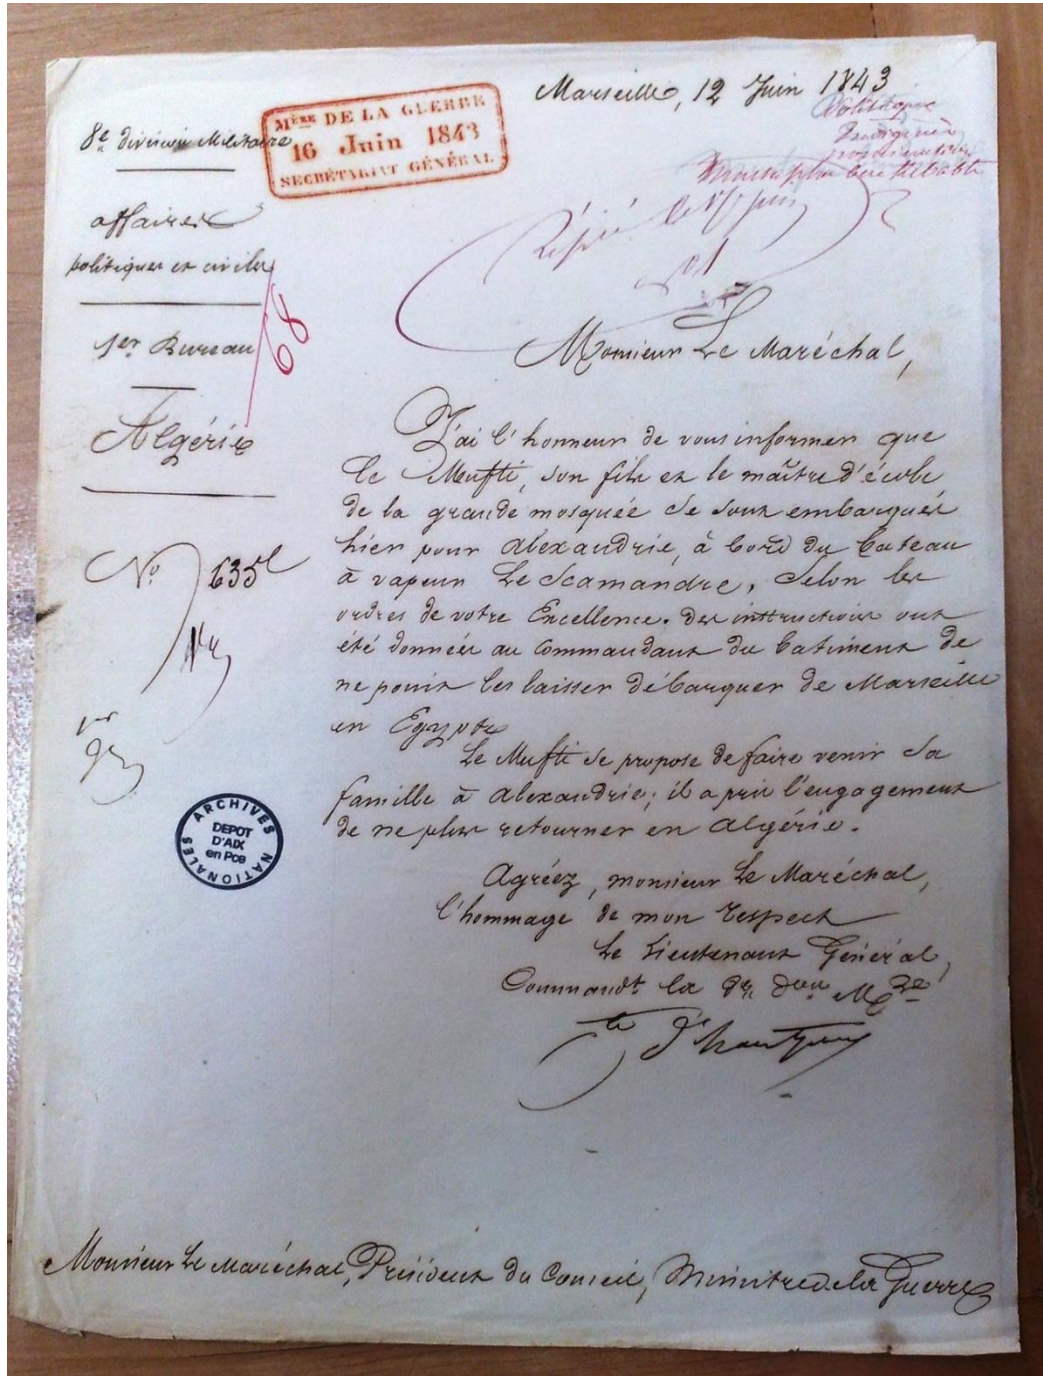 Marseille, 12 Juin 1843
Mère DE LA GUERRE
16 Juin 1843
SECRÉTARIAT GÉNÉRAL
8e division Militaire
affaires
politiques et civiles
68
1er Bureau
Algérie
Monsieur Le Maréchal,
J'ai l'honneur de vous informer que
le Mufti, son fils et le maître d'école
de la grande mosquée se sont embarqués
hier pour Alexandrie, à bord du bateau
à vapeur Le Scamandre, selon les
ordres de votre Excellence. Des instructions ont
été données au Commandant du batiment de
ne point les laisser débarquer de Marseille
en Egypte
Le Mufti se propose de faire venir sa
famille à Alexandrie; il a pris l'engagement
de ne plus retourner en Algérie.
No 635
ARCHIVES NATIONALES
DEPOT
D'AIX
en Pce
Agréez, monsieur Le Maréchal,
l'hommage de mon respect
Le Lieutenant Général,
Commandt la 8e Don Mre
d'hautpoul
Monsieur Le Maréchal, Président du Conseil, Ministre de la Guerre